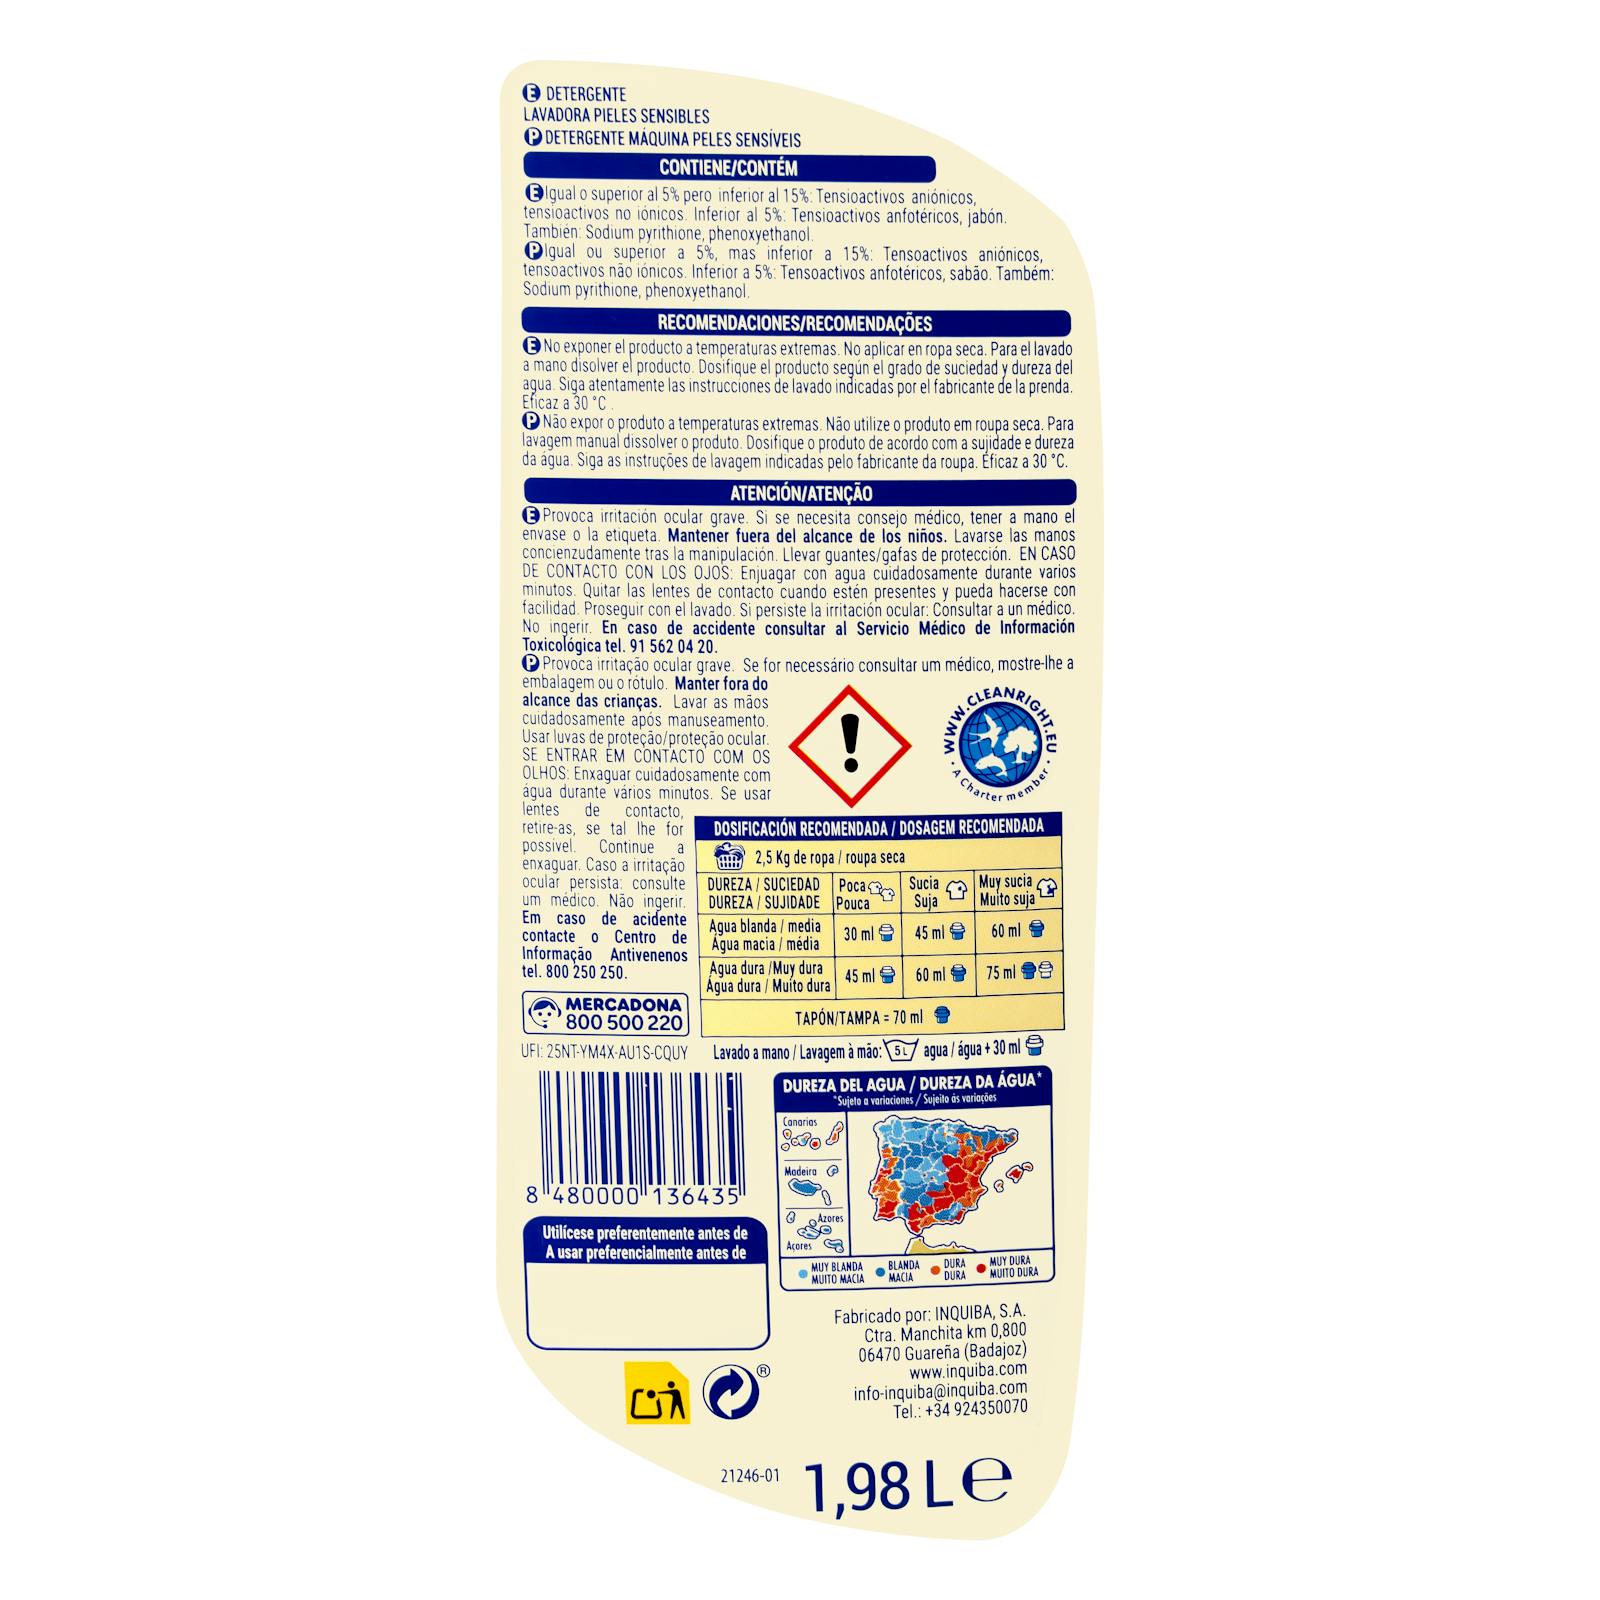 E DETERGENTE
LAVADORA PIELES SENSIBLES
P DETERGENTE MÁQUINA PELES SENSÍVEIS
CONTIENE/CONTÉM
E Igual o superior al 5% pero inferior al 15%: Tensioactivos aniónicos,
tensioactivos no iónicos. Inferior al 5%: Tensioactivos anfotéricos, jabón.
También: Sodium pyrithione, phenoxyethanol.
P Igual ou superior a 5%, mas inferior a 15%: Tensoactivos aniónicos,
tensoactivos não iónicos. Inferior a 5%: Tensoactivos anfotéricos, sabão. Também:
Sodium pyrithione, phenoxyethanol.
RECOMENDACIONES/RECOMENDAÇÕES
E No exponer el producto a temperaturas extremas. No aplicar en ropa seca. Para el lavado
a mano disolver el producto. Dosifique el producto según el grado de suciedad y dureza del
agua. Siga atentamente las instrucciones de lavado indicadas por el fabricante de la prenda.
Eficaz a 30 °C .
P Não expor o produto a temperaturas extremas. Não utilize o produto em roupa seca. Para
lavagem manual dissolver o produto. Dosifique o produto de acordo com a sujidade e dureza
da água. Siga as instruções de lavagem indicadas pelo fabricante da roupa. Eficaz a 30 °C.
ATENCIÓN/ATENÇÃO
E Provoca irritación ocular grave. Si se necesita consejo médico, tener a mano el
envase o la etiqueta. Mantener fuera del alcance de los niños. Lavarse las manos
concienzudamente tras la manipulación. Llevar guantes/gafas de protección. EN CASO
DE CONTACTO CON LOS OJOS: Enjuagar con agua cuidadosamente durante varios
minutos. Quitar las lentes de contacto cuando estén presentes y pueda hacerse con
facilidad. Proseguir con el lavado. Si persiste la irritación ocular: Consultar a un médico.
No ingerir. En caso de accidente consultar al Servicio Médico de Información
Toxicológica tel. 91 562 04 20.
P Provoca irritação ocular grave. Se for necessário consultar um médico, mostre-lhe a
embalagem ou o rótulo. Manter fora do
alcance das crianças. Lavar as mãos
cuidadosamente após manuseamento.
Usar luvas de proteção/proteção ocular.
SE ENTRAR EM CONTACTO COM OS
OLHOS: Enxaguar cuidadosamente com
água durante vários minutos. Se usar
lentes de contacto,
retire-as, se tal lhe for
possível. Continue a
enxaguar. Caso a irritação
ocular persista: consulte
um médico. Não ingerir.
Em caso de acidente
contacte o Centro de
Informação Antivenenos
tel. 800 250 250.
WWW.CLEANRIGHT.EU
A Charter member
DOSIFICACIÓN RECOMENDADA / DOSAGEM RECOMENDADA
2,5 Kg de ropa / roupa seca
DUREZA / SUCIEDAD
DUREZA / SUJIDADE
Poca
Pouca
Sucia
Suja
Muy sucia
Muito suja
Agua blanda / media
Água macia / média
30 ml
45 ml
60 ml
Agua dura /Muy dura
Água dura / Muito dura
45 ml
60 ml
75 ml
TAPÓN/TAMPA = 70 ml
Lavado a mano / Lavagem à mão: 5 L agua / água + 30 ml
MERCADONA
800 500 220
UFI: 25NT-YM4X-AU1S-CQUY
8 480000 136435
DUREZA DEL AGUA / DUREZA DA ÁGUA*
*Sujeto a variaciones / Sujeito ás variações
Canarias
Madeira
Azores
Açores
MUY BLANDA
MUITO MACIA
BLANDA
MACIA
DURA
DURA
MUY DURA
MUITO DURA
Utilícese preferentemente antes de
A usar preferencialmente antes de
Fabricado por: INQUIBA, S.A.
Ctra. Manchita km 0,800
06470 Guareña (Badajoz)
www.inquiba.com
info-inquiba@inquiba.com
Tel.: +34 924350070
®
21246-01
1,98 L e